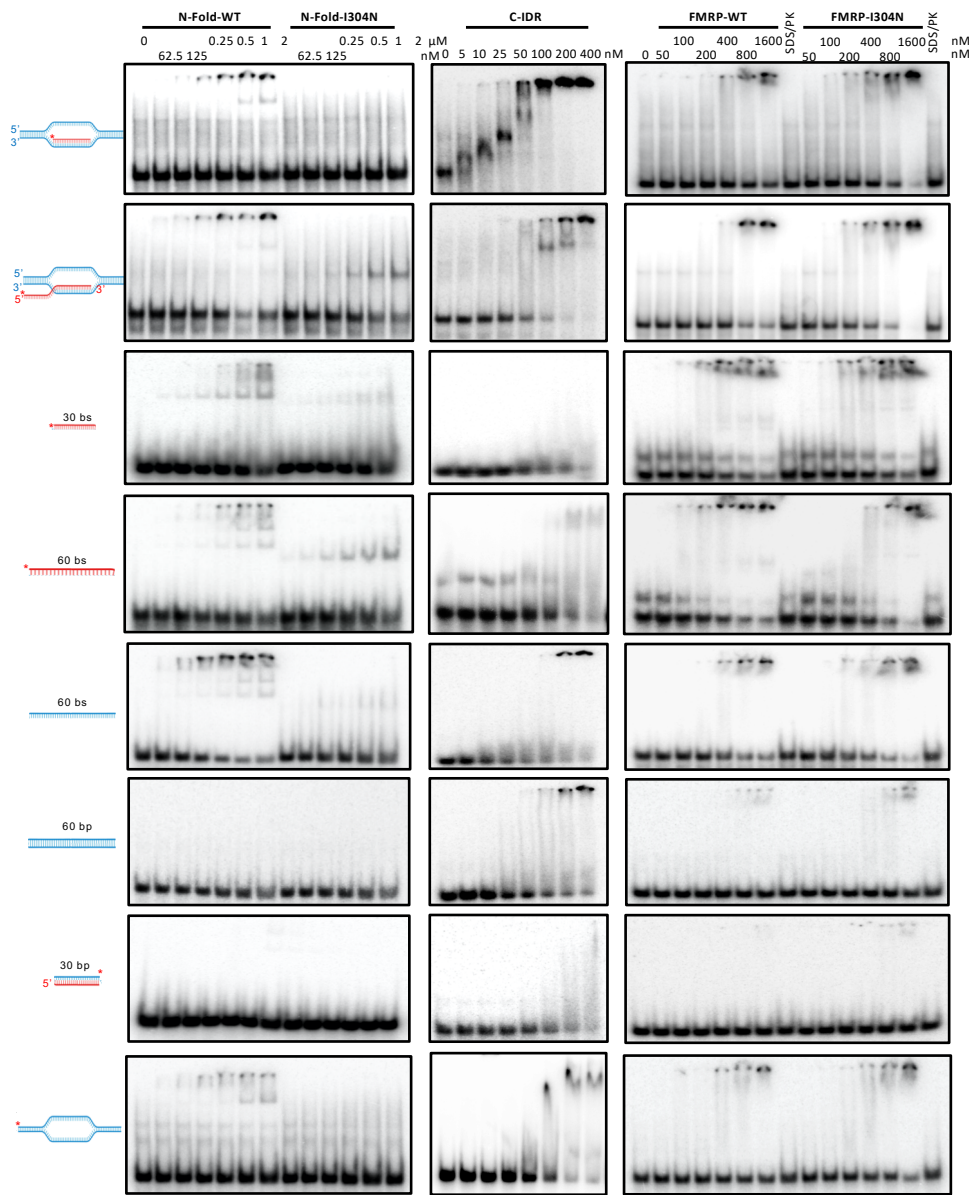 N-Fold-WT N-Fold-I304N C-IDR FMRP-WT FMRP-I304N
0 0.25 0.5 1 2 0.25 0.5 1 2 μM
62.5 125 62.5 125 nM
0 5 10 25 50 100 200 400 nM
100 400 1600 SDS/PK 100 400 1600 SDS/PK nM
0 50 200 800 50 200 800 nM
5'
*
3'
5'
3'
*
5'
3'
30 bs
*
60 bs
*
60 bs
60 bp
30 bp *
5'
*